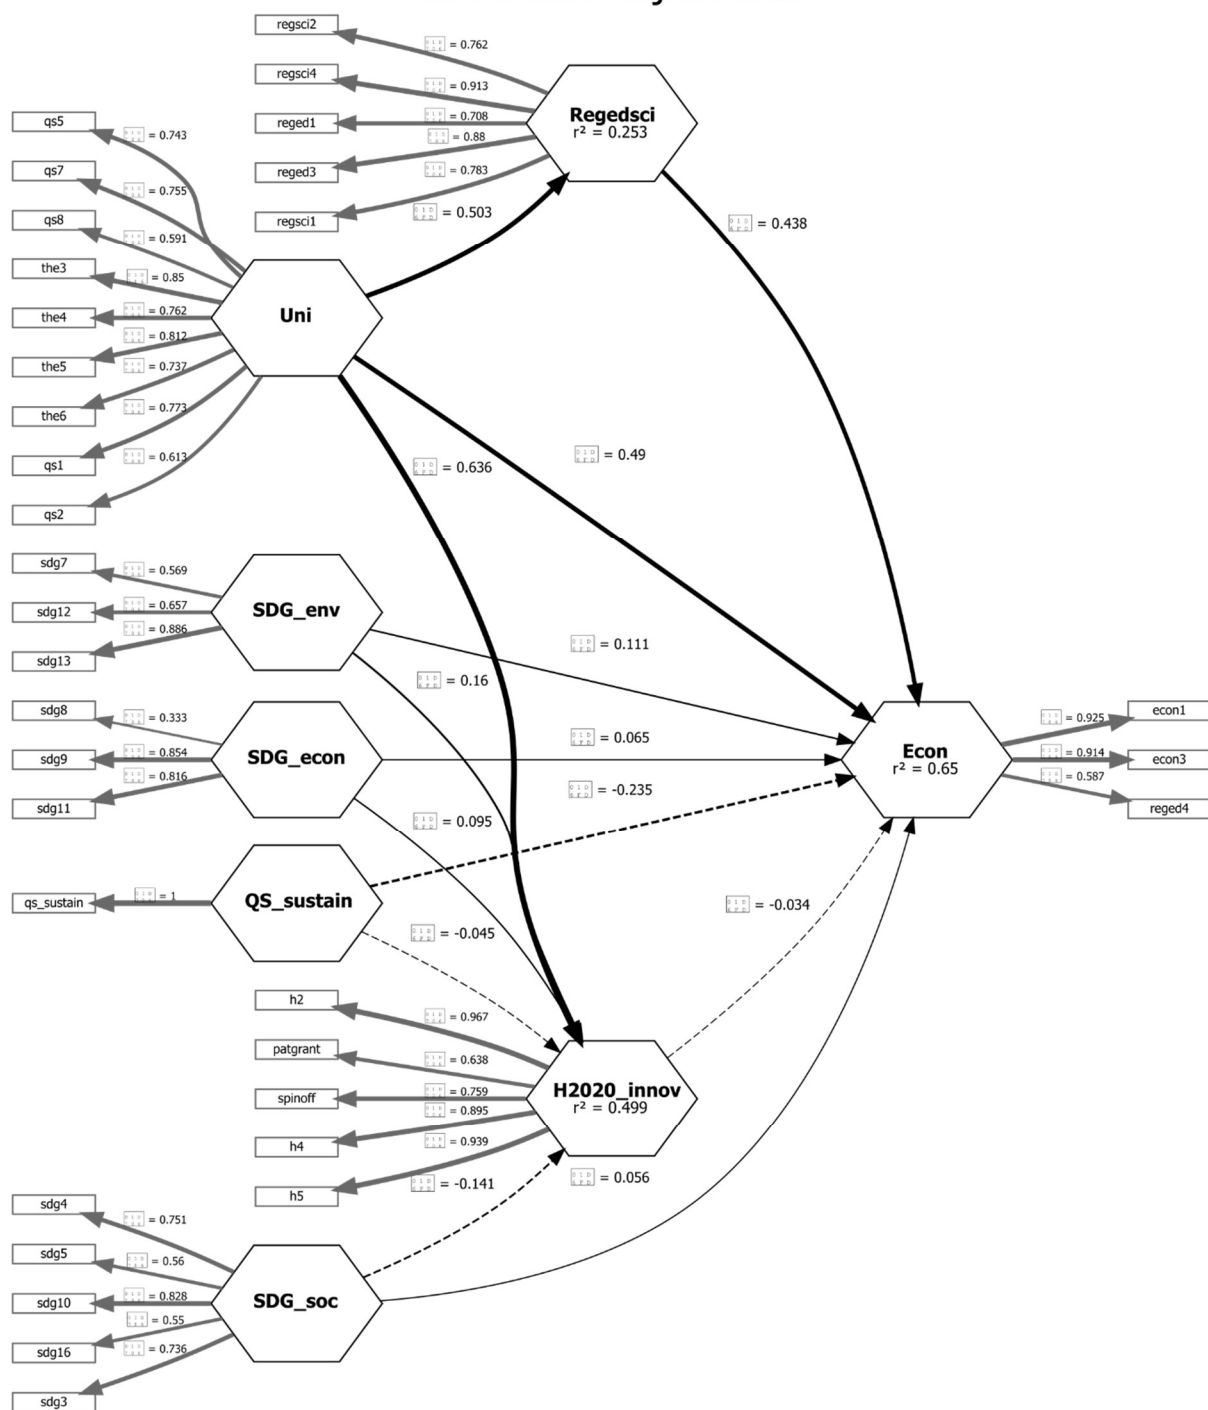 regsci2
= 0.762
regsci4
= 0.913
reged1
= 0.708
= 0.88
reged3
= 0.783
regsci1
= 0.503
Regedsci
r² = 0.253
= 0.438
qs5
= 0.743
qs7
= 0.755
qs8
= 0.591
the3
= 0.85
the4
= 0.762
= 0.812
the5
= 0.737
the6
= 0.773
qs1
= 0.613
qs2
Uni
= 0.636
= 0.49
sdg7
= 0.569
sdg12
= 0.657
= 0.886
sdg13
SDG_env
= 0.111
= 0.16
sdg8
= 0.333
sdg9
= 0.854
= 0.816
sdg11
SDG_econ
= 0.065
= -0.235
= 0.095
Econ
r² = 0.65
= 0.925
econ1
= 0.914
econ3
= 0.587
reged4
qs_sustain
= 1
QS_sustain
= -0.045
= -0.034
h2
= 0.967
patgrant
= 0.638
spinoff
= 0.759
= 0.895
h4
= 0.939
h5
= -0.141
H2020_innov
r² = 0.499
= 0.056
sdg4
= 0.751
sdg5
= 0.56
sdg10
= 0.828
= 0.55
sdg16
= 0.736
sdg3
SDG_soc